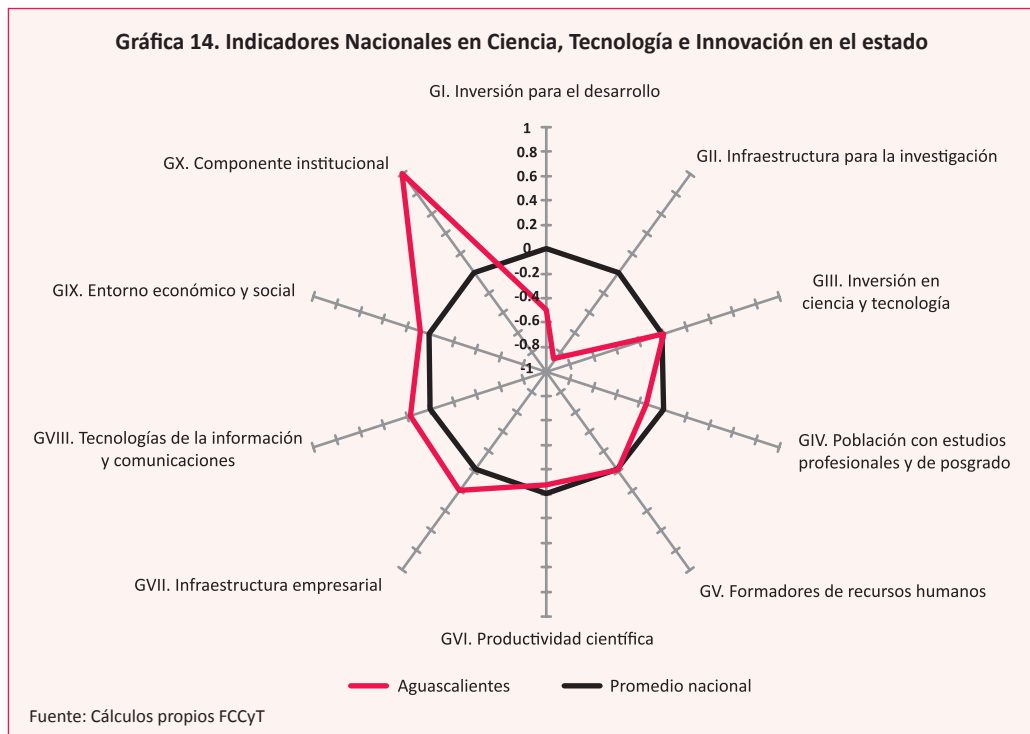 Gráfica 14. Indicadores Nacionales en Ciencia, Tecnología e Innovación en el estado
GI. Inversión para el desarrollo
GX. Componente institucional
GII. Infraestructura para la investigación
1
0.8
0.6
0.4
0.2
0
-0.2
-0.4
-0.6
-0.8
-1
GIX. Entorno económico y social
GIII. Inversión en
ciencia y tecnología
GVIII. Tecnologías de la información
y comunicaciones
GIV. Población con estudios
profesionales y de posgrado
GVII. Infraestructura empresarial
GV. Formadores de recursos humanos
GVI. Productividad científica
Aguascalientes
Promedio nacional
Fuente: Cálculos propios FCCyT